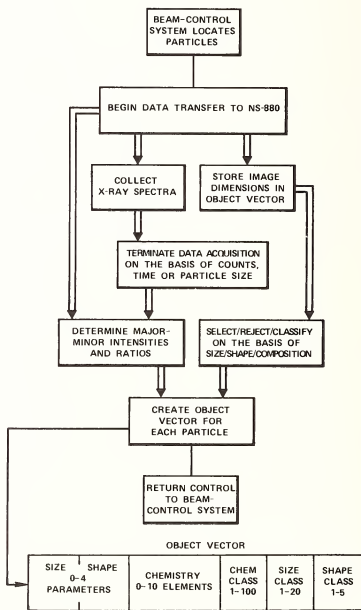 BEAM-CONTROL
SYSTEM LOCATES
PARTICLES
BEGIN DATA TRANSFER TO NS-880
COLLECT
X-RAY SPECTRA
STORE IMAGE
DIMENSIONS IN
OBJECT VECTOR
TERMINATE DATA ACQUISITION
ON THE BASIS OF COUNTS,
TIME OR PARTICLE SIZE
DETERMINE MAJOR-
MINOR INTENSITIES
AND RATIOS
SELECT/REJECT/CLASSIFY
ON THE BASIS OF
SIZE/SHAPE/COMPOSITION
CREATE OBJECT
VECTOR FOR
EACH PARTICLE
RETURN CONTROL
TO BEAM-
CONTROL SYSTEM
OBJECT VECTOR
SIZE SHAPE
0-4
PARAMETERS
CHEMISTRY
0-10 ELEMENTS
CHEM
CLASS
1-100
SIZE
CLASS
1-20
SHAPE
CLASS
1-5